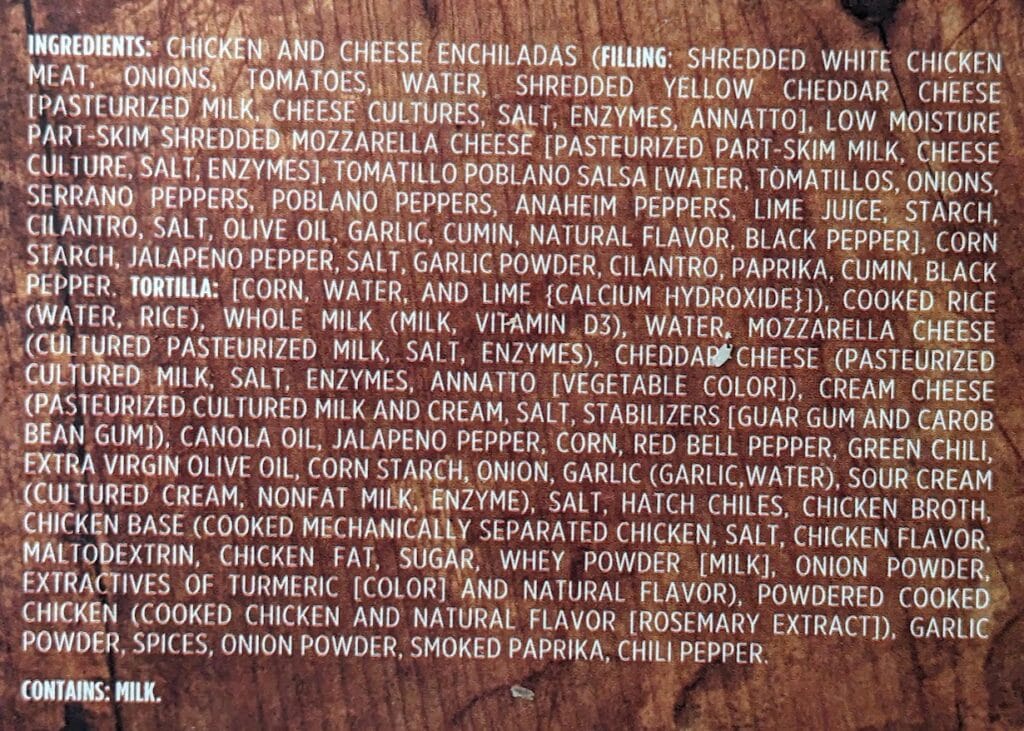 INGREDIENTS: CHICKEN AND CHEESE ENCHILADAS (FILLING: SHREDDED WHITE CHICKEN
MEAT, ONIONS, TOMATOES, WATER, SHREDDED YELLOW CHEDDAR CHEESE
[PASTEURIZED MILK, CHEESE CULTURES, SALT, ENZYMES, ANNATTO], LOW MOISTURE
PART-SKIM SHREDDED MOZZARELLA CHEESE [PASTEURIZED PART-SKIM MILK, CHEESE
CULTURE, SALT, ENZYMES], TOMATILLO POBLANO SALSA [WATER, TOMATILLOS, ONIONS,
SERRANO PEPPERS, POBLANO PEPPERS, ANAHEIM PEPPERS, LIME JUICE, STARCH,
CILANTRO, SALT, OLIVE OIL, GARLIC, CUMIN, NATURAL FLAVOR, BLACK PEPPER], CORN
STARCH, JALAPENO PEPPER, SALT, GARLIC POWDER, CILANTRO, PAPRIKA, CUMIN, BLACK
PEPPER. TORTILLA: [CORN, WATER, AND LIME {CALCIUM HYDROXIDE}]), COOKED RICE
(WATER, RICE), WHOLE MILK (MILK, VITAMIN D3), WATER, MOZZARELLA CHEESE
(CULTURED PASTEURIZED MILK, SALT, ENZYMES), CHEDDAR CHEESE (PASTEURIZED
CULTURED MILK, SALT, ENZYMES, ANNATTO [VEGETABLE COLOR]), CREAM CHEESE
(PASTEURIZED CULTURED MILK AND CREAM, SALT, STABILIZERS [GUAR GUM AND CAROB
BEAN GUM]), CANOLA OIL, JALAPENO PEPPER, CORN, RED BELL PEPPER, GREEN CHILI,
EXTRA VIRGIN OLIVE OIL, CORN STARCH, ONION, GARLIC (GARLIC,WATER), SOUR CREAM
(CULTURED CREAM, NONFAT MILK, ENZYME), SALT, HATCH CHILES, CHICKEN BROTH,
CHICKEN BASE (COOKED MECHANICALLY SEPARATED CHICKEN, SALT, CHICKEN FLAVOR,
MALTODEXTRIN, CHICKEN FAT, SUGAR, WHEY POWDER [MILK], ONION POWDER,
EXTRACTIVES OF TURMERIC [COLOR] AND NATURAL FLAVOR), POWDERED COOKED
CHICKEN (COOKED CHICKEN AND NATURAL FLAVOR [ROSEMARY EXTRACT]), GARLIC
POWDER, SPICES, ONION POWDER, SMOKED PAPRIKA, CHILI PEPPER.
CONTAINS: MILK.